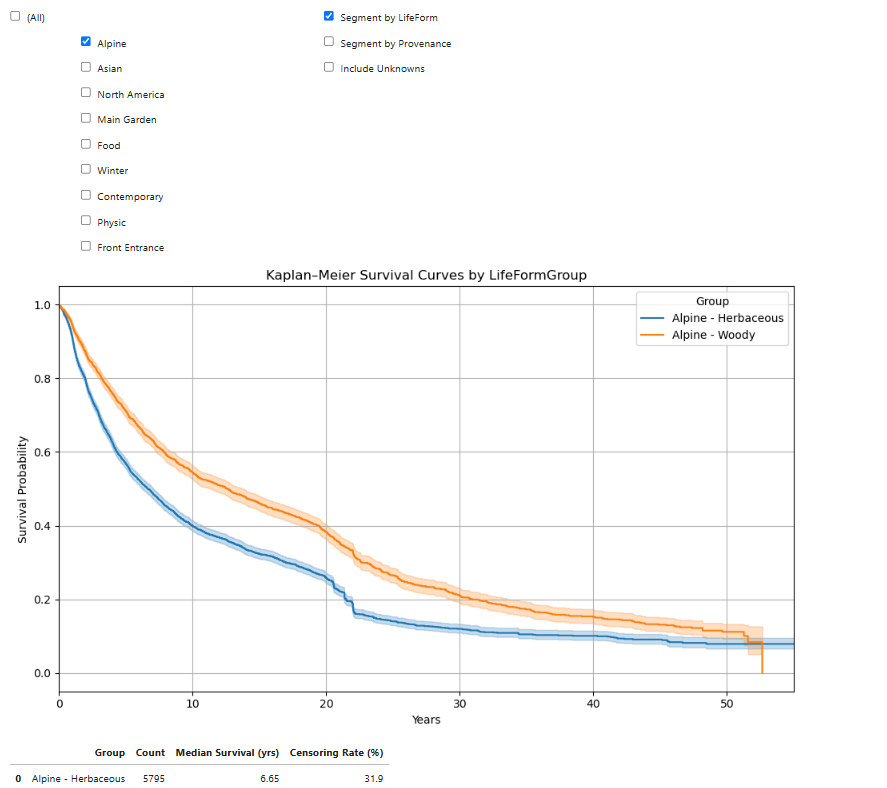 (All)
Segment by LifeForm
Alpine
Segment by Provenance
Asian
Include Unknowns
North America
Main Garden
Food
Winter
Contemporary
Physic
Front Entrance
Kaplan–Meier Survival Curves by LifeFormGroup
Group
Alpine - Herbaceous
Alpine - Woody
1.0
0.8
0.6
0.4
0.2
0.0
Survival Probability
0 10 20 30 40 50
Years
Group Count Median Survival (yrs) Censoring Rate (%)
0 Alpine - Herbaceous 5795 6.65 31.9